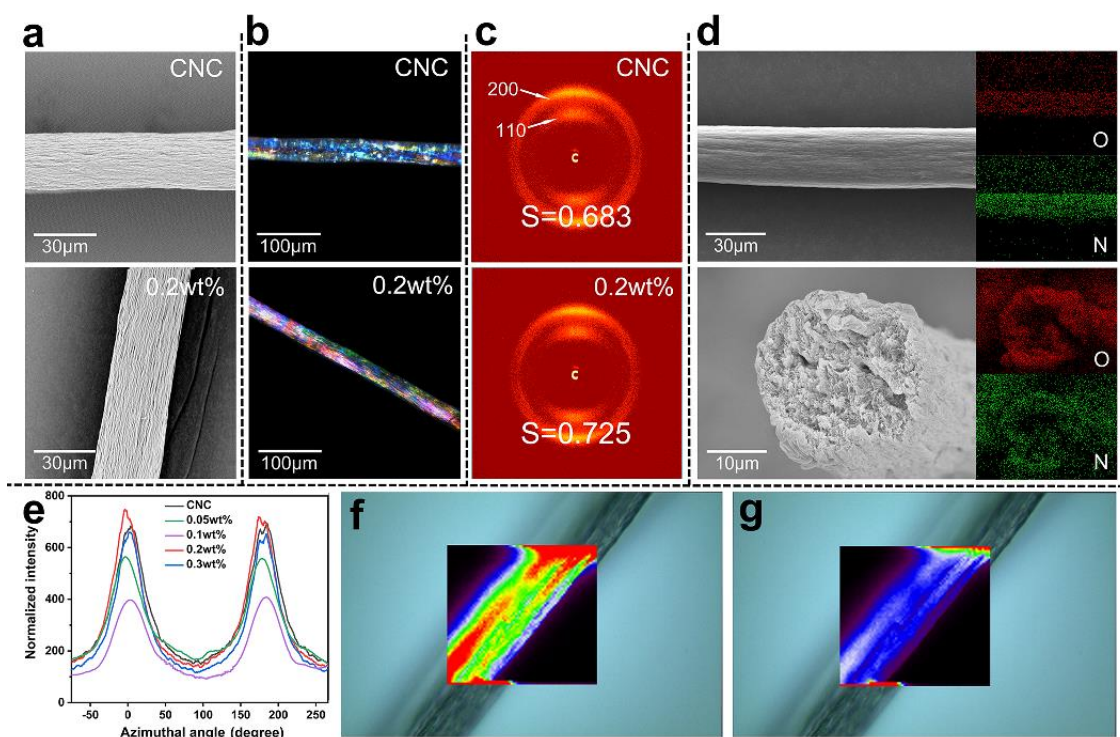 a
CNC
30μm
0.2wt%
30μm
b
CNC
100μm
0.2wt%
100μm
c
CNC
200
110
c
S=0.683
0.2wt%
c
S=0.725
d
30μm
O
N
10μm
O
N
e
800
600
400
200
0
Normalized intensity
CNC
0.05wt%
0.1wt%
0.2wt%
0.3wt%
-50 0 50 100 150 200 250
Azimuthal angle (degree)
f
g